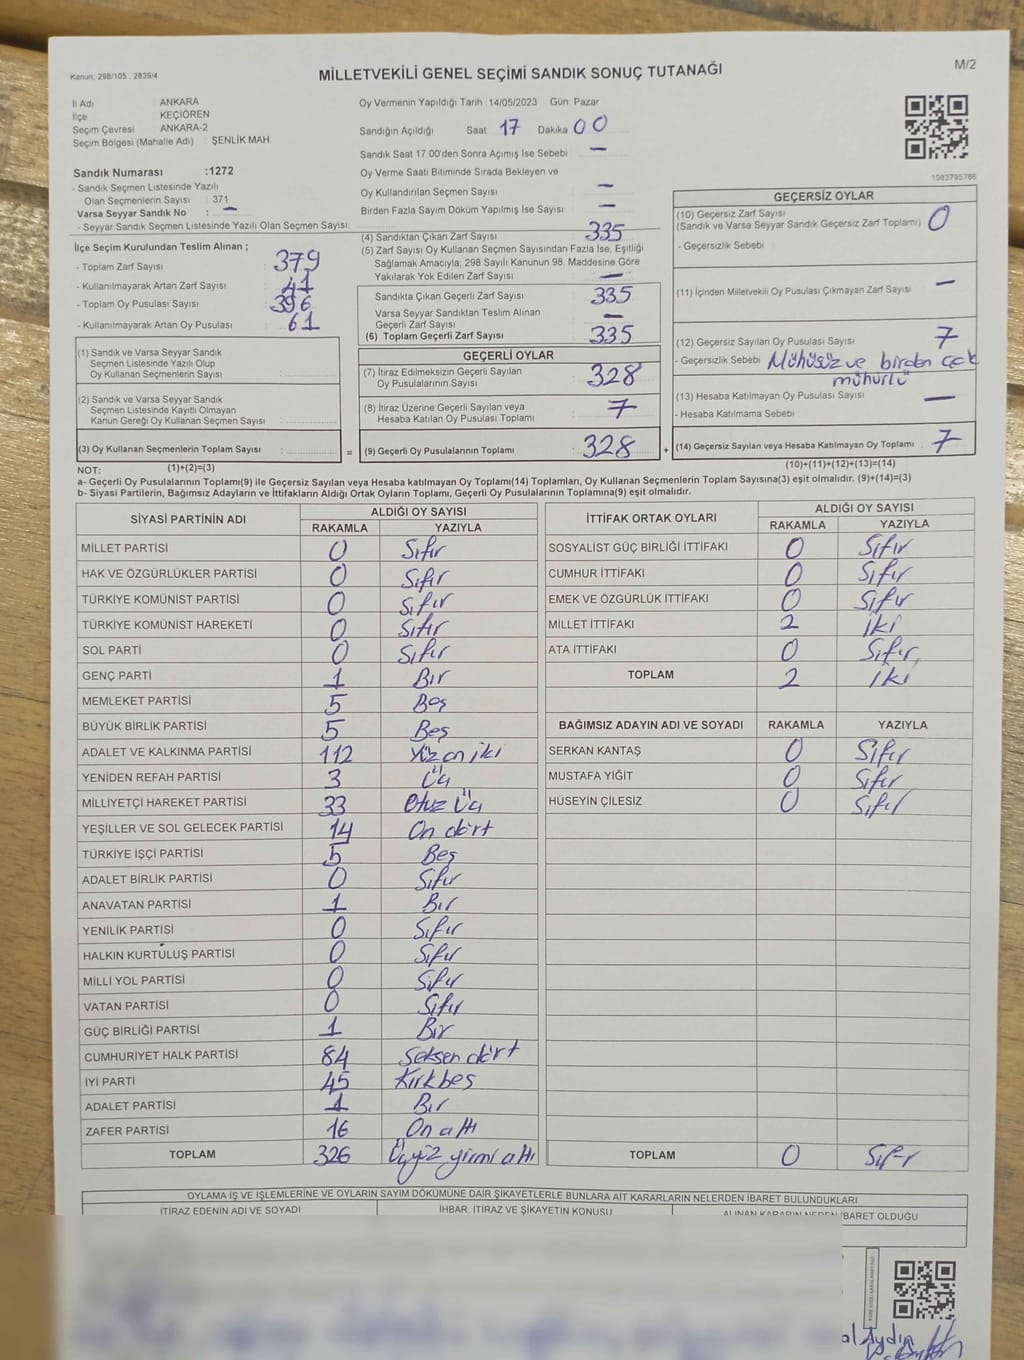 Kanun: 298/105 , 2839/4
MİLLETVEKİLİ GENEL SEÇİMİ SANDIK SONUÇ TUTANAĞI
M/2
İl Adı ANKARA
İlçe KEÇİÖREN
Seçim Çevresi ANKARA-2
Seçim Bölgesi (Mahalle Adı) : ŞENLİK MAH.
Sandık Numarası :1272
- Sandık Seçmen Listesinde Yazılı
Olan Seçmenlerin Sayısı : 371
Varsa Seyyar Sandık No : —
- Seyyar Sandık Seçmen Listesinde Yazılı Olan Seçmen Sayısı:
İlçe Seçim Kurulundan Teslim Alınan ;
- Toplam Zarf Sayısı : 379
- Kullanılmayarak Artan Zarf Sayısı : 41
- Toplam Oy Pusulası Sayısı : 396
- Kullanılmayarak Artan Oy Pusulası : 61
(1) Sandık ve Varsa Seyyar Sandık
Seçmen Listesinde Yazılı Olup
Oy Kullanan Seçmenlerin Sayısı :
(2) Sandık ve Varsa Seyyar Sandık
Seçmen Listesinde Kayıtlı Olmayan
Kanun Gereği Oy Kullanan Seçmen Sayısı :
(3) Oy Kullanan Seçmenlerin Toplam Sayısı : =
Oy Vermenin Yapıldığı Tarih :14/05/2023 Gün: Pazar
Sandığın Açıldığı Saat 17 Dakika 00
Sandık Saat 17.00'den Sonra Açımış İse Sebebi : —
Oy Verme Saati Bitiminde Sırada Bekleyen ve
Oy Kullandırılan Seçmen Sayısı : —
Birden Fazla Sayım Döküm Yapılmış İse Sayısı : —
(4) Sandıktan Çıkan Zarf Sayısı : 335
(5) Zarf Sayısı Oy Kullanan Seçmen Sayısından Fazla İse, Eşitliği
Sağlamak Amacıyla, 298 Sayılı Kanunun 98. Maddesine Göre
Yakılarak Yok Edilen Zarf Sayısı : —
Sandıkta Çıkan Geçerli Zarf Sayısı : 335
Varsa Seyyar Sandıktan Teslim Alınan
Geçerli Zarf Sayısı : —
(6) Toplam Geçerli Zarf Sayısı : 335
GEÇERLİ OYLAR
(7) İtiraz Edilmeksizin Geçerli Sayılan
Oy Pusulalarının Sayısı : 328
(8) İtiraz Üzerine Geçerli Sayılan veya
Hesaba Katılan Oy Pusulası Toplamı : 7
(9) Geçerli Oy Pusulalarının Toplamı : 328 +
1083795786
GEÇERSİZ OYLAR
(10) Geçersiz Zarf Sayısı
(Sandık ve Varsa Seyyar Sandık Geçersiz Zarf Toplamı) : 0
- Geçersizlik Sebebi :
(11) İçinden Milletvekili Oy Pusulası Çıkmayan Zarf Sayısı : —
(12) Geçersiz Sayılan Oy Pusulası Sayısı : 7
- Geçersizlik Sebebi : Mühüsüz ve birden çok
mühürlü
(13) Hesaba Katılmayan Oy Pusulası Sayısı : —
- Hesaba Katılmama Sebebi :
(14) Geçersiz Sayılan veya Hesaba Katılmayan Oy Toplamı : 7
NOT: (1)+(2)=(3) (10)+(11)+(12)+(13)=(14)
a- Geçerli Oy Pusulalarının Toplamı(9) ile Geçersiz Sayılan veya Hesaba katılmayan Oy Toplamı(14) Toplamları, Oy Kullanan Seçmenlerin Toplam Sayısına(3) eşit olmalıdır. (9)+(14)=(3)
b- Siyasi Partilerin, Bağımsız Adayların ve İttifakların Aldığı Ortak Oyların Toplamı, Geçerli Oy Pusulalarının Toplamına(9) eşit olmalıdır.
SİYASİ PARTİNİN ADI ALDIĞI OY SAYISI
RAKAMLA YAZIYLA
MİLLET PARTİSİ 0 Sıfır
HAK VE ÖZGÜRLÜKLER PARTİSİ 0 Sıfır
TÜRKİYE KOMÜNİST PARTİSİ 0 Sıfır
TÜRKİYE KOMÜNİST HAREKETİ 0 Sıfır
SOL PARTİ 0 Sıfır
GENÇ PARTİ 1 Bir
MEMLEKET PARTİSİ 5 Beş
BÜYÜK BİRLİK PARTİSİ 5 Beş
ADALET VE KALKINMA PARTİSİ 112 Yüz on iki
YENİDEN REFAH PARTİSİ 3 Üç
MİLLİYETÇİ HAREKET PARTİSİ 33 Otuz Üç
YEŞİLLER VE SOL GELECEK PARTİSİ 14 On dört
TÜRKİYE İŞÇİ PARTİSİ 5 Beş
ADALET BİRLİK PARTİSİ 0 Sıfır
ANAVATAN PARTİSİ 1 Bir
YENİLİK PARTİSİ 0 Sıfır
HALKIN KURTULUŞ PARTİSİ 0 Sıfır
MİLLİ YOL PARTİSİ 0 Sıfır
VATAN PARTİSİ 0 Sıfır
GÜÇ BİRLİĞİ PARTİSİ 1 Bir
CUMHURİYET HALK PARTİSİ 84 Seksen dört
İYİ PARTİ 45 Kırkbeş
ADALET PARTİSİ 1 Bir
ZAFER PARTİSİ 16 On altı
TOPLAM 326 Üçyüz yirmi altı
İTTİFAK ORTAK OYLARI ALDIĞI OY SAYISI
RAKAMLA YAZIYLA
SOSYALİST GÜÇ BİRLİĞİ İTTİFAKI 0 Sıfır
CUMHUR İTTİFAKI 0 Sıfır
EMEK VE ÖZGÜRLÜK İTTİFAKI 0 Sıfır
MİLLET İTTİFAKI 2 İki
ATA İTTİFAKI 0 Sıfır
TOPLAM 2 İki
BAĞIMSIZ ADAYIN ADI VE SOYADI RAKAMLA YAZIYLA
SERKAN KANTAŞ 0 Sıfır
MUSTAFA YİĞİT 0 Sıfır
HÜSEYİN ÇİLESİZ 0 Sıfır
TOPLAM 0 Sıfır
OYLAMA İŞ VE İŞLEMLERİNE VE OYLARIN SAYIM DÖKÜMÜNE DAİR ŞİKAYETLERLE BUNLARA AİT KARARLARIN NELERDEN İBARET BULUNDUKLARI
İTİRAZ EDENİN ADI VE SOYADI İHBAR, İTİRAZ VE ŞİKAYETİN KONUSU ALINAN KARARIN NEDEN İBARET OLDUĞU
al Aydın